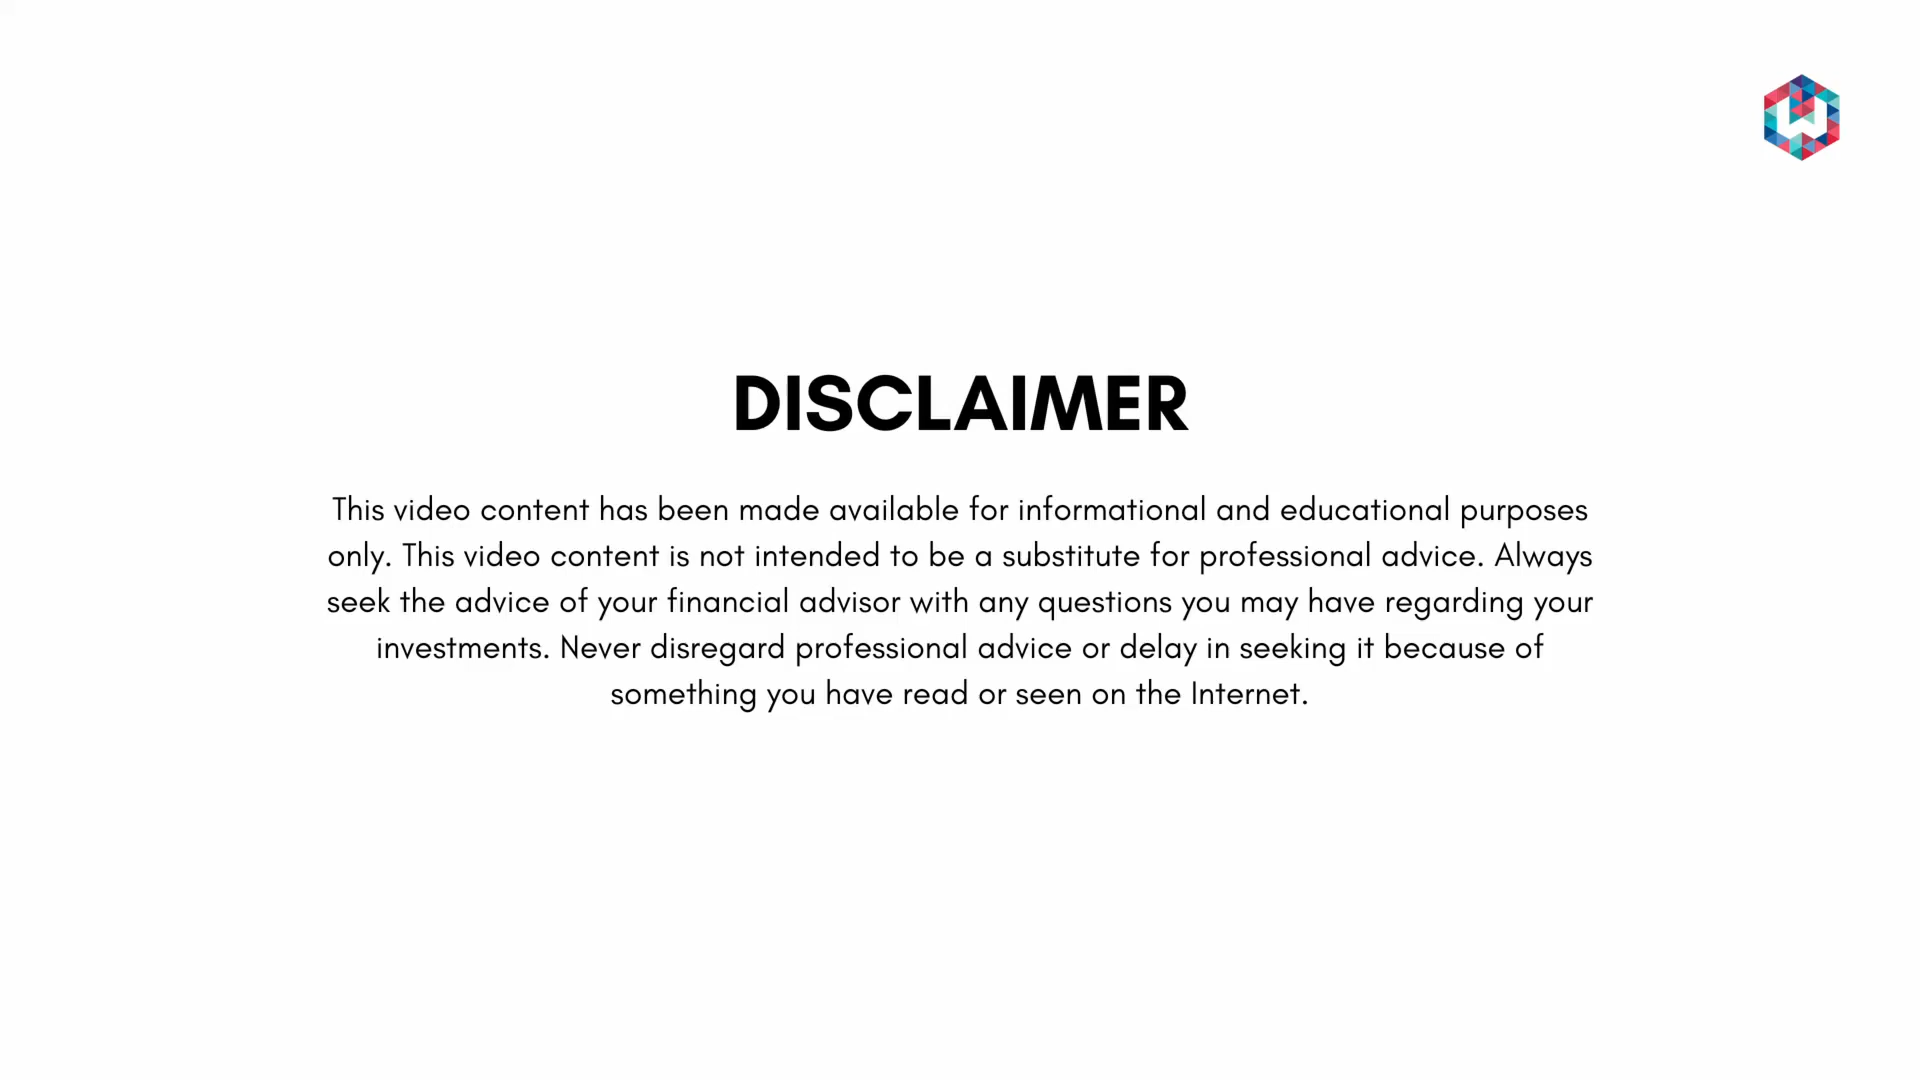 DISCLAIMER
This video content has been made available for informational and educational purposes
only. This video content is not intended to be a substitute for professional advice. Always
seek the advice of your financial advisor with any questions you may have regarding your
investments. Never disregard professional advice or delay in seeking it because of
something you have read or seen on the Internet.